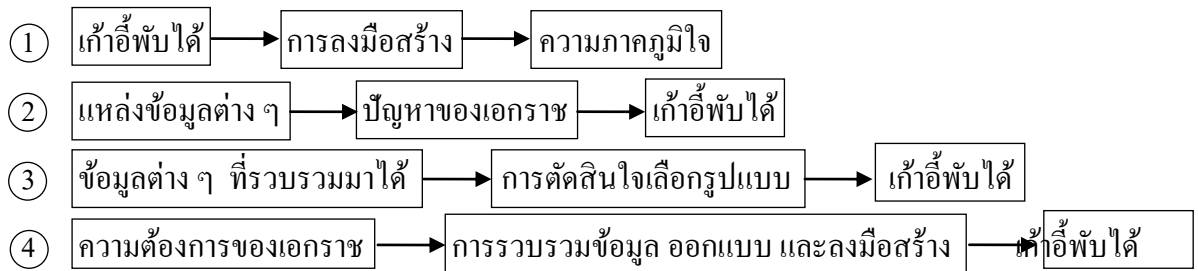 ① เก้าอี้พับได้ การลงมือสร้าง ความภาคภูมิใจ
② แหล่งข้อมูลต่าง ๆ ปัญหาของเอกราช เก้าอี้พับได้
③ ข้อมูลต่าง ๆ ที่รวบรวมมาได้ การตัดสินใจเลือกรูปแบบ เก้าอี้พับได้
④ ความต้องการของเอกราช การรวบรวมข้อมูล ออกแบบ และลงมือสร้าง เก้าอี้พับได้